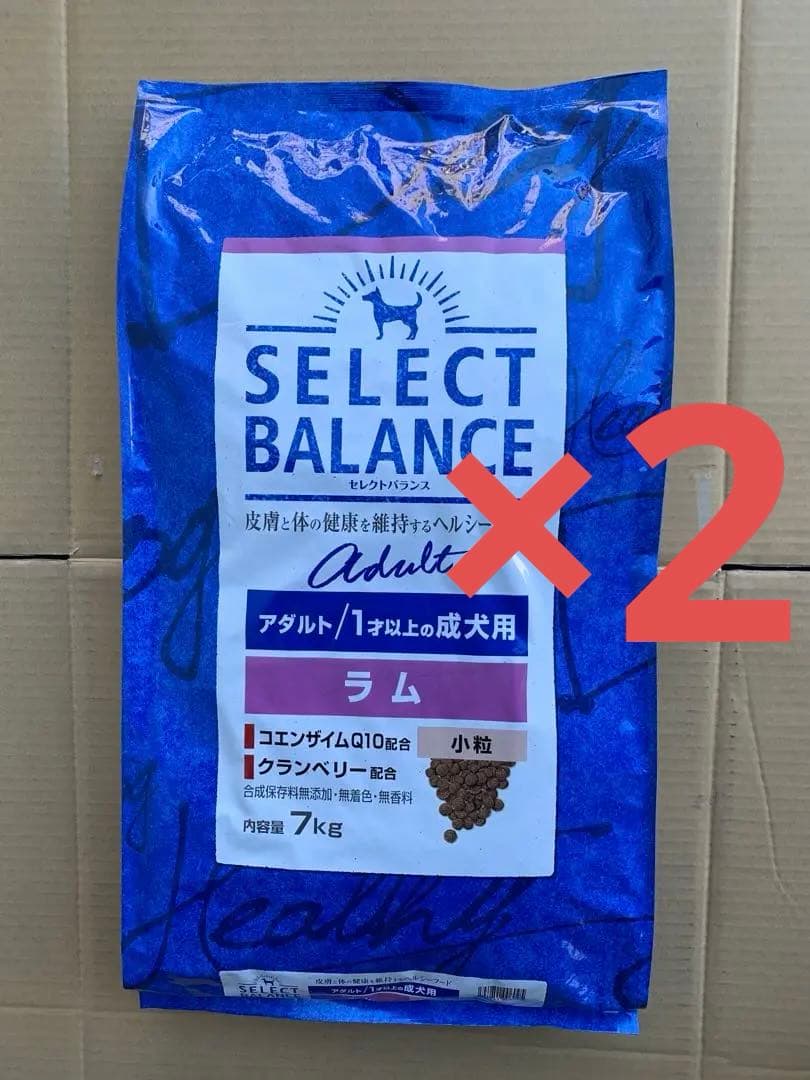 SELECT
BALANCE
セレクトバランス
皮膚と体の健康を維持するヘルシー
adult
×2
アダルト/1才以上の成犬用
ラム
コエンザイムQ10配合
小粒
クランベリー配合
合成保存料無添加・無着色・無香料
内容量 7kg
Healthy
SELECT
BALANCE
皮膚と体の健康を維持するヘルシーフード
アダルト/1才以上の成犬用